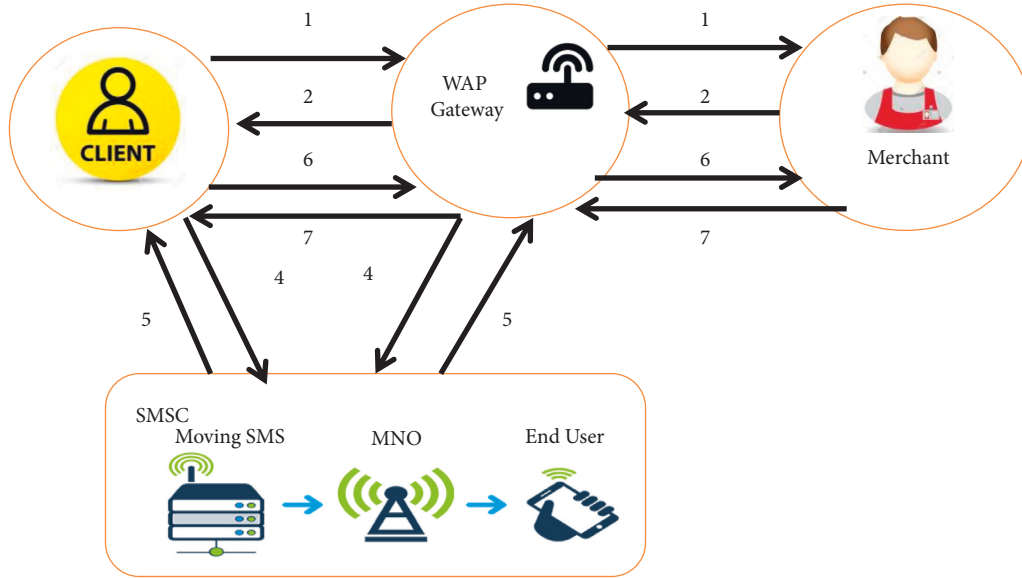 1
1
WAP
Gateway
CLIENT
2
2
Merchant
6
6
7
7
4
4
5
5
SMSC
Moving SMS
MNO
End User